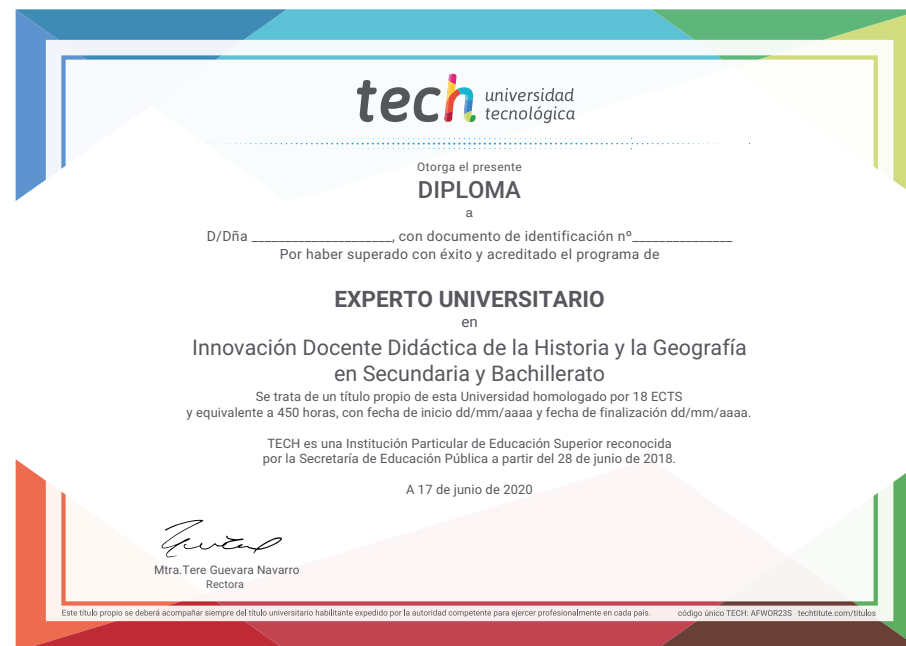 tech universidad
tecnológica
Otorga el presente
DIPLOMA
a
D/Dña _____________________, con documento de identificación nº_______________
Por haber superado con éxito y acreditado el programa de
EXPERTO UNIVERSITARIO
en
Innovación Docente Didáctica de la Historia y la Geografía
en Secundaria y Bachillerato
Se trata de un título propio de esta Universidad homologado por 18 ECTS
y equivalente a 450 horas, con fecha de inicio dd/mm/aaaa y fecha de finalización dd/mm/aaaa.
TECH es una Institución Particular de Educación Superior reconocida
por la Secretaría de Educación Pública a partir del 28 de junio de 2018.
A 17 de junio de 2020
Mtra.Tere Guevara Navarro
Rectora
Este título propio se deberá acompañar siempre del título universitario habilitante expedido por la autoridad competente para ejercer profesionalmente en cada país. código único TECH: AFWOR23S techtitute.com/titulos